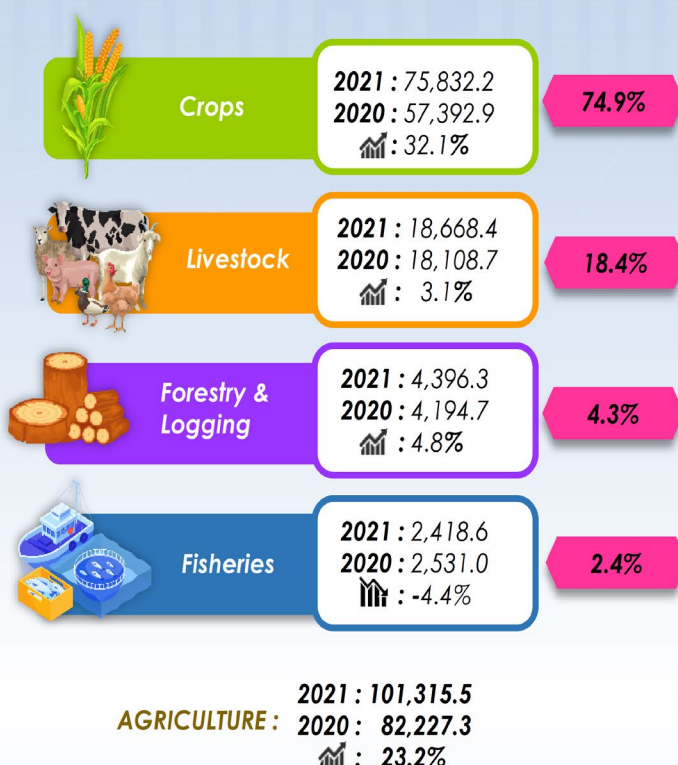 2021 : 75,832.2
Crops
2020 : 57,392.9
: 32.1%
74.9%
2021 : 18,668.4
Livestock
2020 : 18,108.7
: 3.1%
18.4%
2021 : 4,396.3
Forestry &
Logging
2020 : 4,194.7
: 4.8%
4.3%
2021 : 2,418.6
Fisheries
2020 : 2,531.0
: -4.4%
2.4%
2021 : 101,315.5
AGRICULTURE : 2020 : 82,227.3
: 23.2%